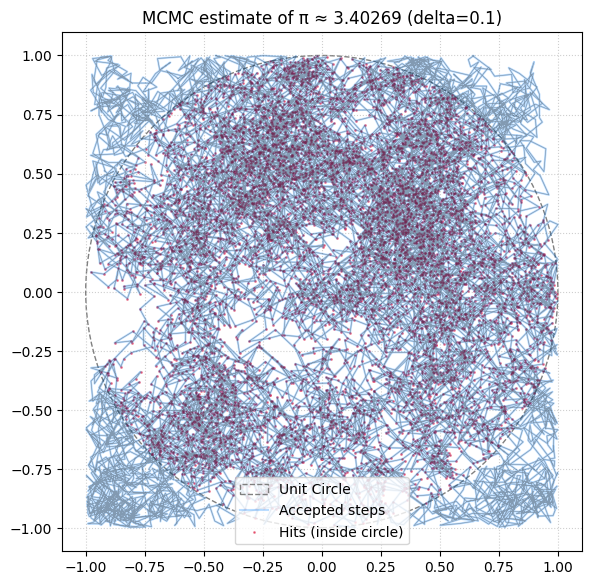 MCMC estimate of π ≈ 3.40269 (delta=0.1)
1.00
0.75
0.50
0.25
0.00
−0.25
−0.50
−0.75
−1.00
Unit Circle
Accepted steps
Hits (inside circle)
−1.00 −0.75 −0.50 −0.25 0.00 0.25 0.50 0.75 1.00